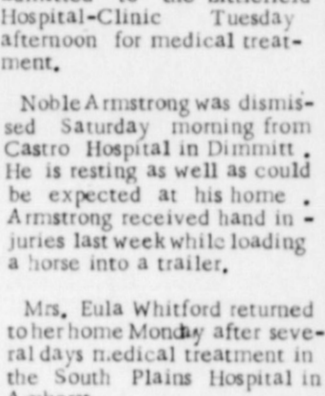 Hospital-Clinic Tuesday
afternoon for medical treat-
ment.
Noble Armstrong was dismis-
sed Saturday morning from
Castro Hospital in Dimmitt .
He is resting as well as could
be expected at his home .
Armstrong received hand in -
juries last week while loading
a horse into a trailer.
Mrs. Eula Whitford returned
to her home Monday after seve-
ral days medical treatment in
the South Plains Hospital in